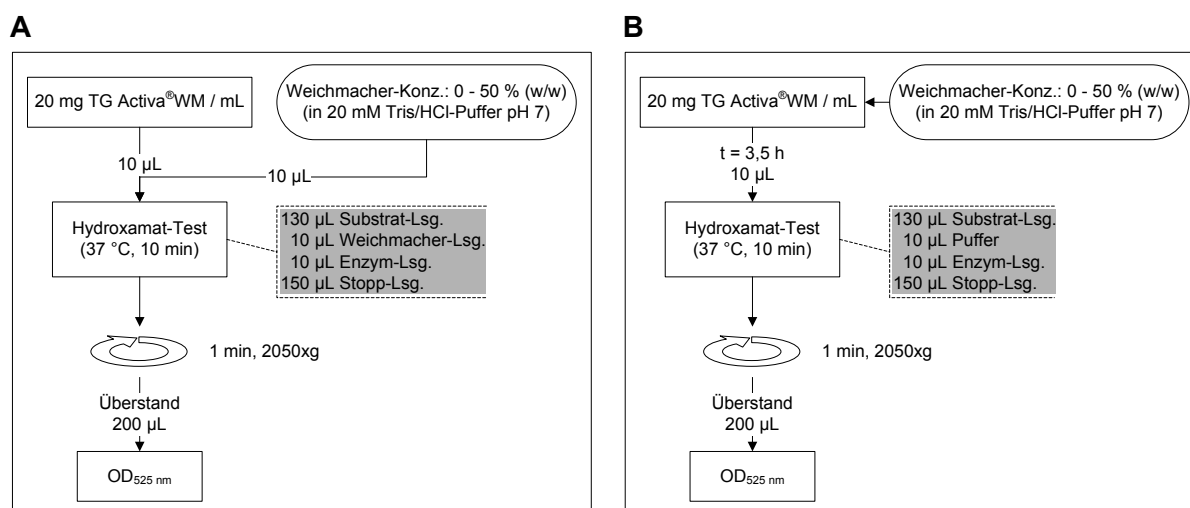 A
20 mg TG Activa®WM / mL
Weichmacher-Konz.: 0 - 50 % (w/w)
(in 20 mM Tris/HCl-Puffer pH 7)
10 µL
10 µL
Hydroxamat-Test
(37 °C, 10 min)
130 µL Substrat-Lsg.
10 µL Weichmacher-Lsg.
10 µL Enzym-Lsg.
150 µL Stopp-Lsg.
1 min, 2050xg
Überstand
200 µL
OD525 nm
B
20 mg TG Activa®WM / mL
Weichmacher-Konz.: 0 - 50 % (w/w)
(in 20 mM Tris/HCl-Puffer pH 7)
t = 3,5 h
10 µL
Hydroxamat-Test
(37 °C, 10 min)
130 µL Substrat-Lsg.
10 µL Puffer
10 µL Enzym-Lsg.
150 µL Stopp-Lsg.
1 min, 2050xg
Überstand
200 µL
OD525 nm